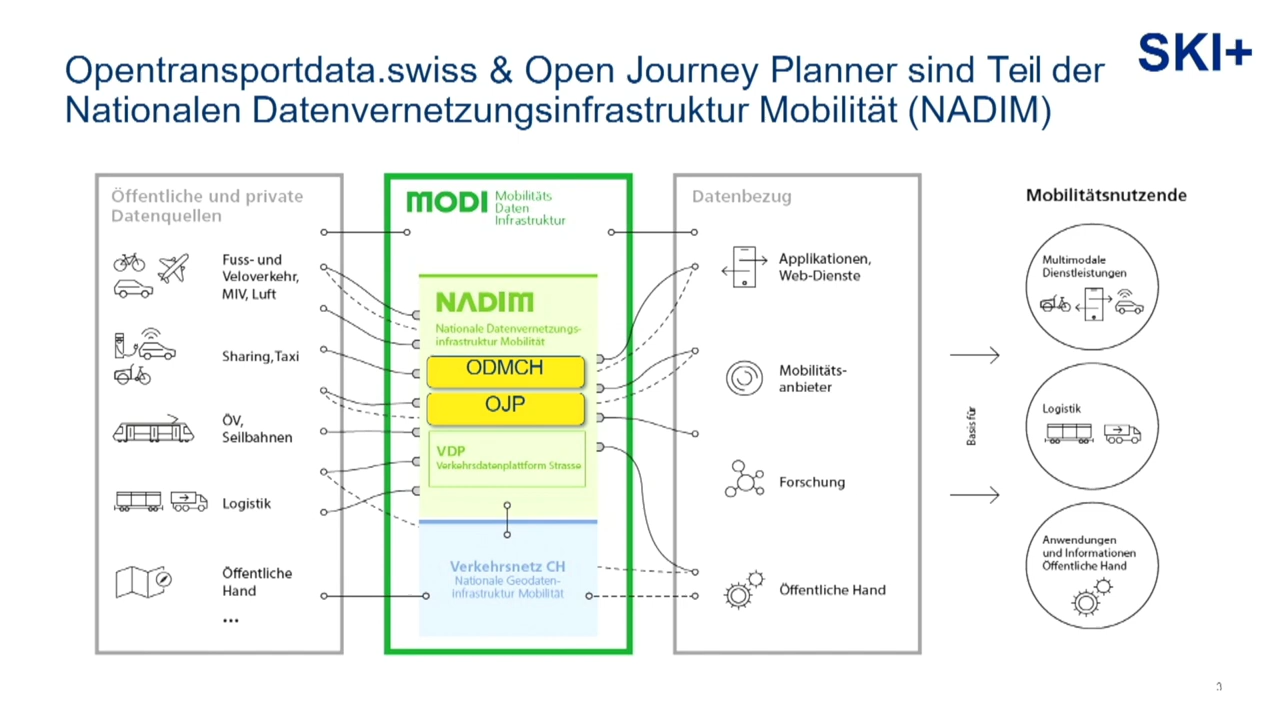 SKI+
Opentransportdata.swiss & Open Journey Planner sind Teil der
Nationalen Datenvernetzungsinfrastruktur Mobilität (NADIM)
Öffentliche und private
Datenquellen
Fuss- und
Veloverkehr,
MIV, Luft
Sharing, Taxi
ÖV,
Seilbahnen
Logistik
Öffentliche
Hand
...
MODI
Mobilitäts
Daten
Infrastruktur
NADIM
Nationale Datenvernetzungs-
infrastruktur Mobilität
ODMCH
OJP
VDP
Verkehrsdatenplattform Strasse
Verkehrsnetz CH
Nationale Geodaten-
infrastruktur Mobilität
Datenbezug
Applikationen,
Web-Dienste
Mobilitäts-
anbieter
Forschung
Öffentliche Hand
Basis für
Mobilitätsnutzende
Multimodale
Dienstleistungen
Logistik
Anwendungen
und Informationen
Öffentliche Hand
3